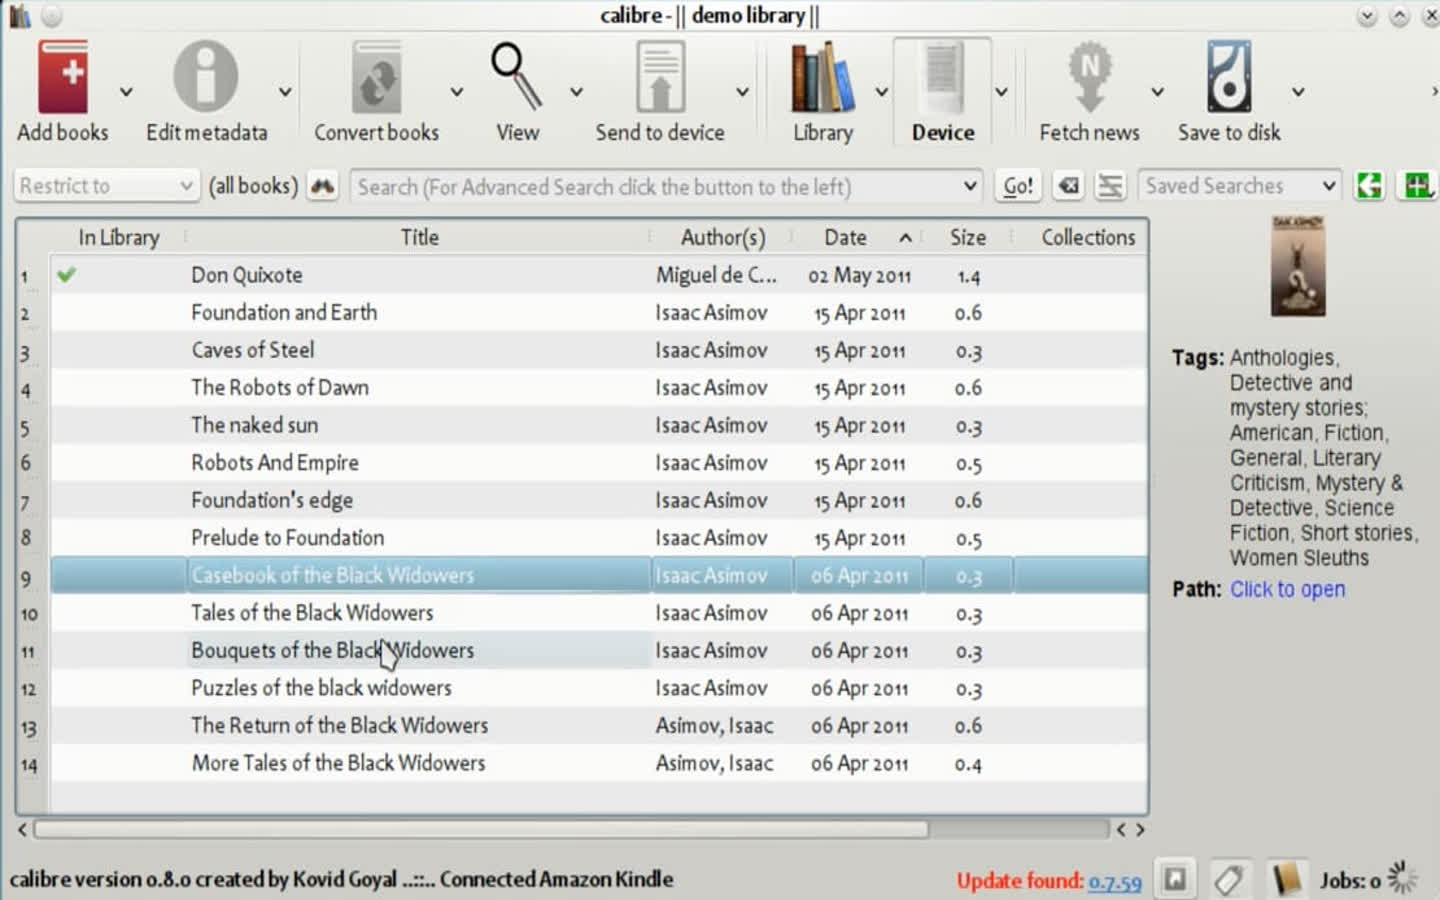 calibre - || demo library ||
Add books
Edit metadata
Convert books
View
Send to device
Library
Device
Fetch news
Save to disk
Restrict to
(all books)
Search (For Advanced Search click the button to the left)
Go!
Saved Searches
In Library Title Author(s) Date Size Collections
1 Don Quixote Miguel de C... 02 May 2011 1.4
2 Foundation and Earth Isaac Asimov 15 Apr 2011 0.6
3 Caves of Steel Isaac Asimov 15 Apr 2011 0.3
4 The Robots of Dawn Isaac Asimov 15 Apr 2011 0.6
5 The naked sun Isaac Asimov 15 Apr 2011 0.3
6 Robots And Empire Isaac Asimov 15 Apr 2011 0.5
7 Foundation's edge Isaac Asimov 15 Apr 2011 0.6
8 Prelude to Foundation Isaac Asimov 15 Apr 2011 0.5
9 Casebook of the Black Widowers Isaac Asimov 06 Apr 2011 0.3
10 Tales of the Black Widowers Isaac Asimov 06 Apr 2011 0.3
11 Bouquets of the Black Widowers Isaac Asimov 06 Apr 2011 0.3
12 Puzzles of the black widowers Isaac Asimov 06 Apr 2011 0.3
13 The Return of the Black Widowers Asimov, Isaac 06 Apr 2011 0.6
14 More Tales of the Black Widowers Asimov, Isaac 06 Apr 2011 0.4
Tags: Anthologies,
Detective and
mystery stories;
American, Fiction,
General, Literary
Criticism, Mystery &
Detective, Science
Fiction, Short stories,
Women Sleuths
Path: Click to open
calibre version 0.8.0 created by Kovid Goyal ..::.. Connected Amazon Kindle
Update found: 0.7.59
Jobs: 0